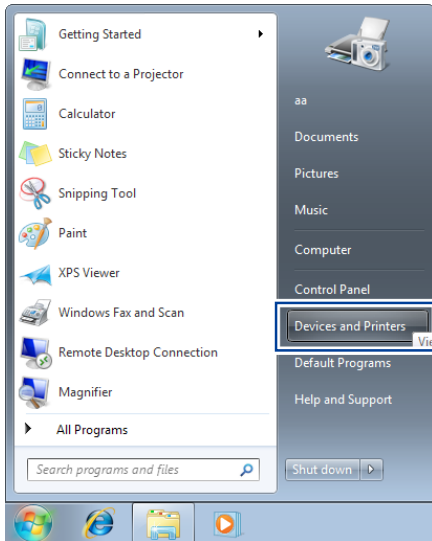 Getting Started
Connect to a Projector
Calculator
Sticky Notes
Snipping Tool
Paint
XPS Viewer
Windows Fax and Scan
Remote Desktop Connection
Magnifier
All Programs
Search programs and files
aa
Documents
Pictures
Music
Computer
Control Panel
Devices and Printers
Vie
Default Programs
Help and Support
Shut down